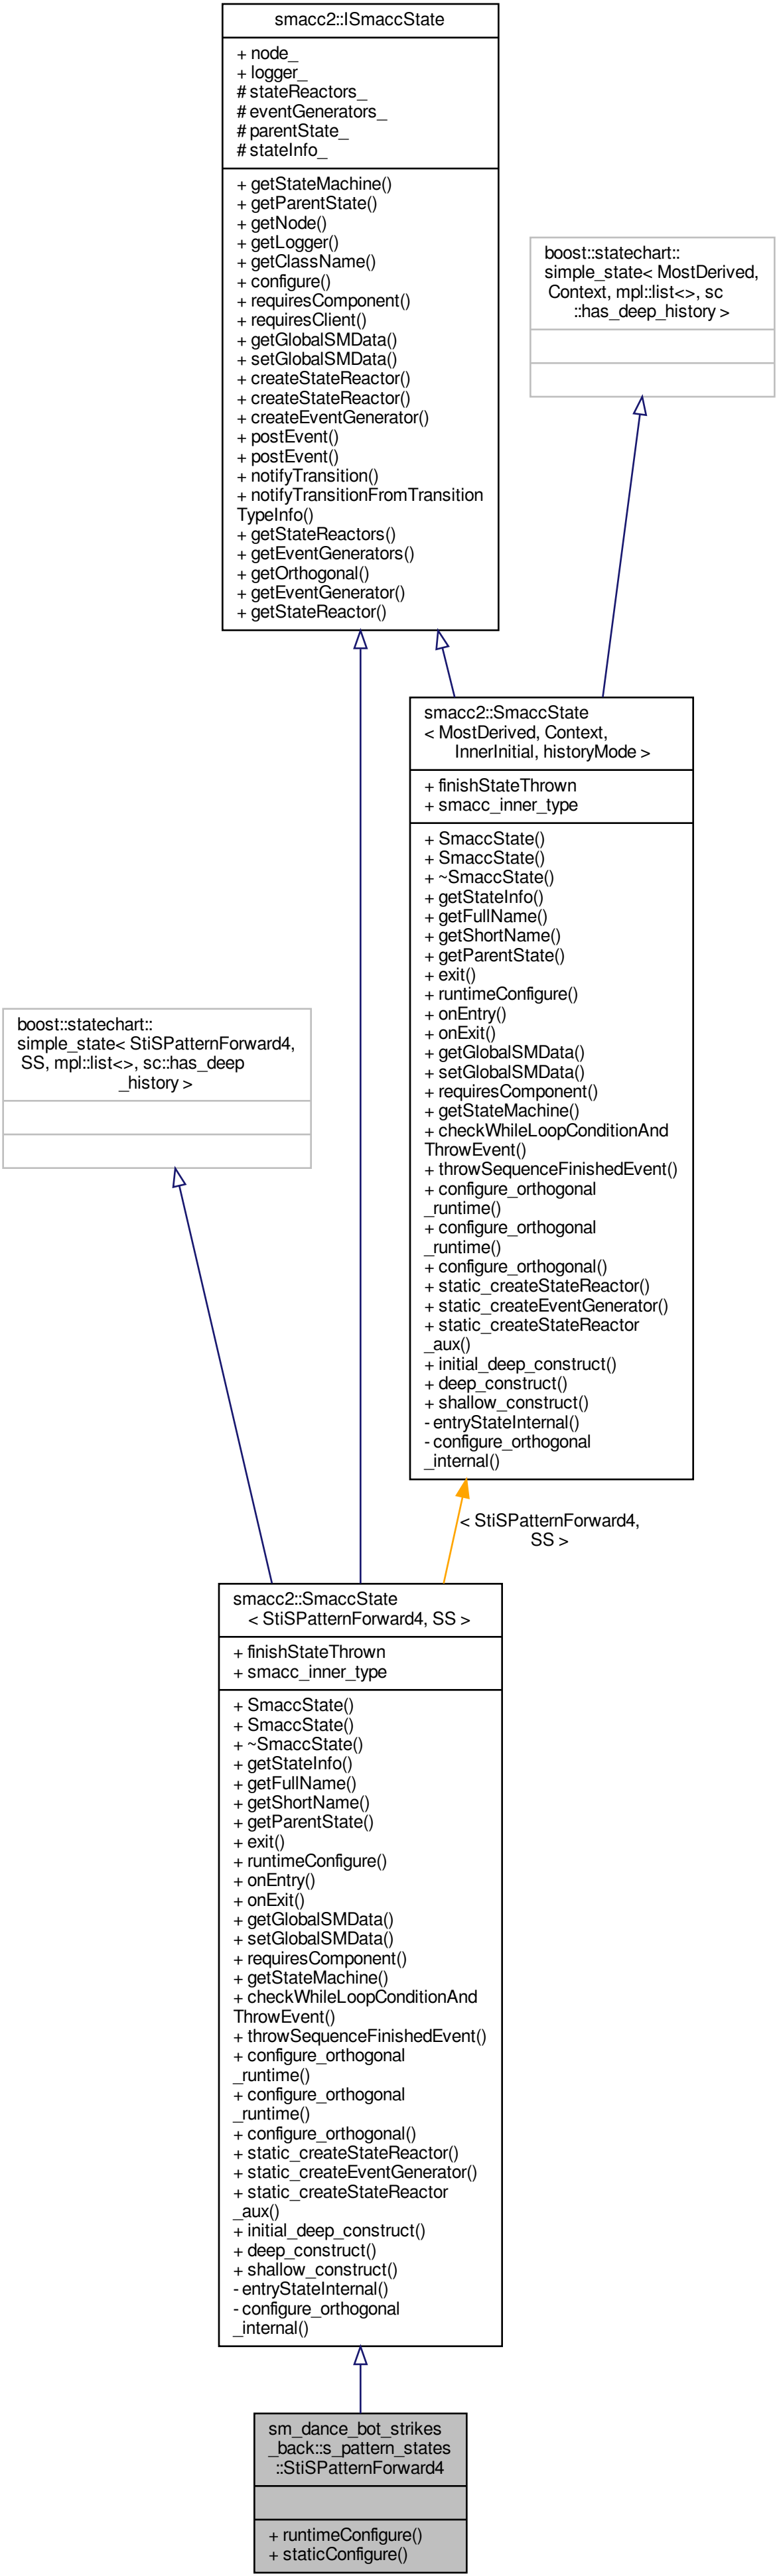 smacc2::ISmaccState
+ node_
+ logger_
# stateReactors_
# eventGenerators_
# parentState_
# stateInfo_
+ getStateMachine()
+ getParentState()
+ getNode()
+ getLogger()
+ getClassName()
+ configure()
+ requiresComponent()
+ requiresClient()
+ getGlobalSMData()
+ setGlobalSMData()
+ createStateReactor()
+ createStateReactor()
+ createEventGenerator()
+ postEvent()
+ postEvent()
+ notifyTransition()
+ notifyTransitionFromTransition
TypeInfo()
+ getStateReactors()
+ getEventGenerators()
+ getOrthogonal()
+ getEventGenerator()
+ getStateReactor()
boost::statechart::
simple_state< MostDerived,
Context, mpl::list<>, sc
::has_deep_history >
smacc2::SmaccState
< MostDerived, Context,
InnerInitial, historyMode >
+ finishStateThrown
+ smacc_inner_type
+ SmaccState()
+ SmaccState()
+ ~SmaccState()
+ getStateInfo()
+ getFullName()
+ getShortName()
+ getParentState()
+ exit()
+ runtimeConfigure()
+ onEntry()
+ onExit()
+ getGlobalSMData()
+ setGlobalSMData()
+ requiresComponent()
+ getStateMachine()
+ checkWhileLoopConditionAnd
ThrowEvent()
+ throwSequenceFinishedEvent()
+ configure_orthogonal
_runtime()
+ configure_orthogonal
_runtime()
+ configure_orthogonal()
+ static_createStateReactor()
+ static_createEventGenerator()
+ static_createStateReactor
_aux()
+ initial_deep_construct()
+ deep_construct()
+ shallow_construct()
- entryStateInternal()
- configure_orthogonal
_internal()
boost::statechart::
simple_state< StiSPatternForward4,
SS, mpl::list<>, sc::has_deep
_history >
< StiSPatternForward4,
SS >
smacc2::SmaccState
< StiSPatternForward4, SS >
+ finishStateThrown
+ smacc_inner_type
+ SmaccState()
+ SmaccState()
+ ~SmaccState()
+ getStateInfo()
+ getFullName()
+ getShortName()
+ getParentState()
+ exit()
+ runtimeConfigure()
+ onEntry()
+ onExit()
+ getGlobalSMData()
+ setGlobalSMData()
+ requiresComponent()
+ getStateMachine()
+ checkWhileLoopConditionAnd
ThrowEvent()
+ throwSequenceFinishedEvent()
+ configure_orthogonal
_runtime()
+ configure_orthogonal
_runtime()
+ configure_orthogonal()
+ static_createStateReactor()
+ static_createEventGenerator()
+ static_createStateReactor
_aux()
+ initial_deep_construct()
+ deep_construct()
+ shallow_construct()
- entryStateInternal()
- configure_orthogonal
_internal()
sm_dance_bot_strikes
_back::s_pattern_states
::StiSPatternForward4
+ runtimeConfigure()
+ staticConfigure()